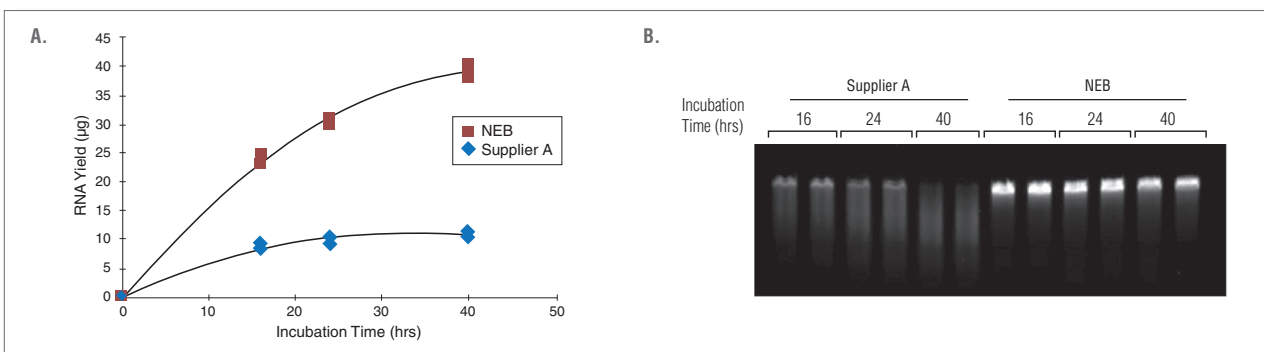 A.
RNA Yield (µg)
45
40
35
30
25
20
15
10
5
0
0 10 20 30 40 50
Incubation Time (hrs)
NEB
Supplier A
B.
Supplier A NEB
Incubation
Time (hrs)
16 24 40 16 24 40